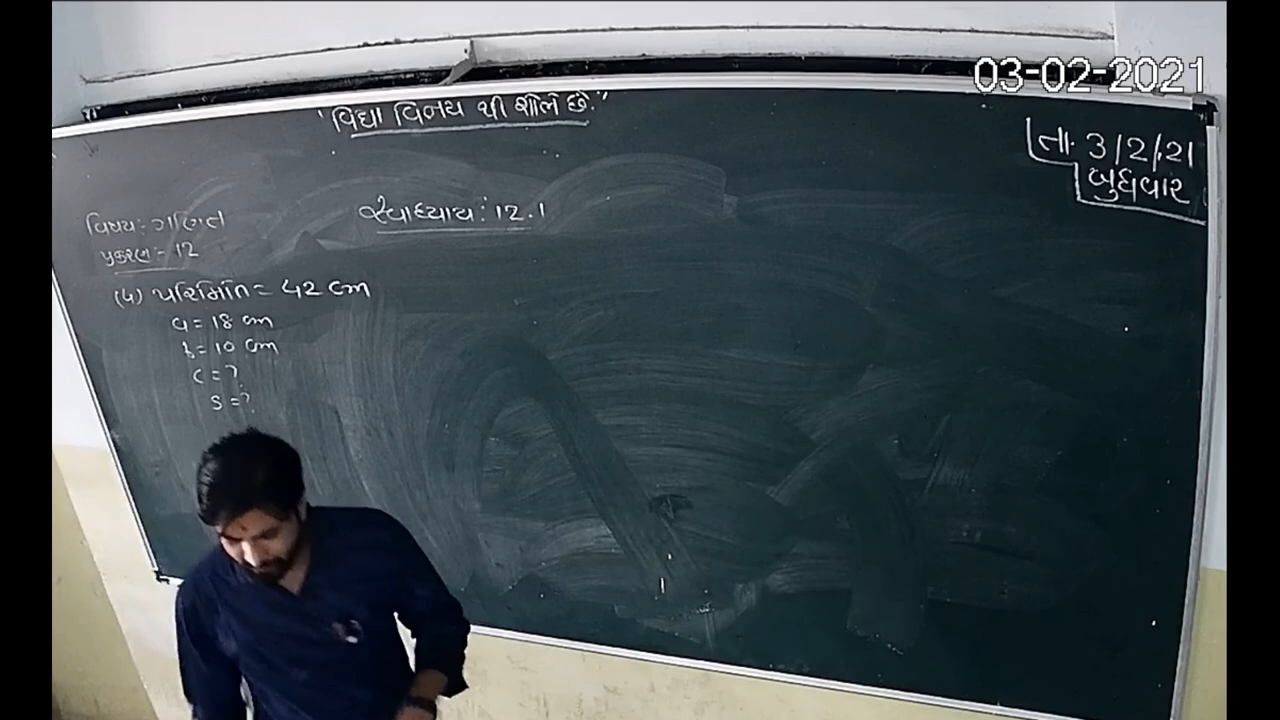 03-02-2021
"વિદ્યા વિનય થી શોભે છે."
તા. 3/2/21
બુધવાર
વિષય:- ગણિત
સ્વાધ્યાય: 12.1
પ્રકરણ:- 12
(4) પરિમિતિ = 42 cm
a = 18 cm
b = 10 cm
c = ?
s = ?